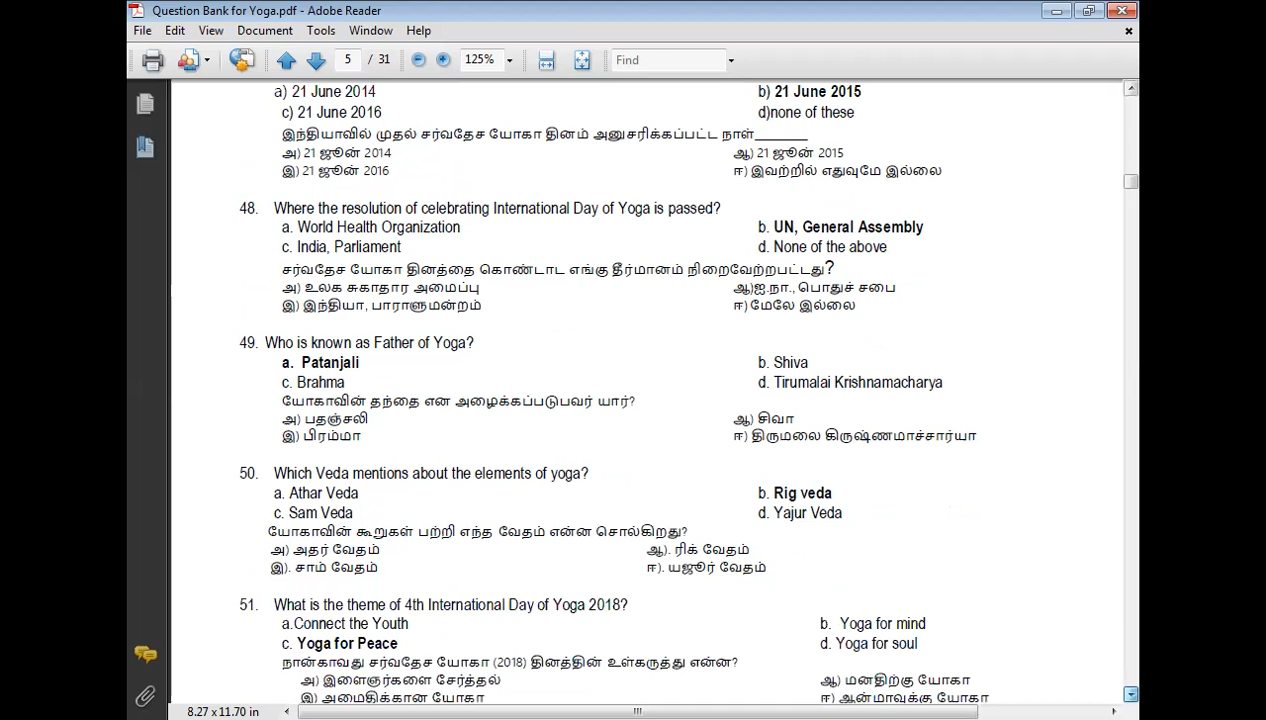 Question Bank for Yoga.pdf - Adobe Reader
File Edit View Document Tools Window Help
5 / 31 125% Find
a) 21 June 2014 b) 21 June 2015
c) 21 June 2016 d)none of these
இந்தியாவில் முதல் சர்வதேச யோகா தினம் அனுசரிக்கப்பட்ட நாள்_______
அ) 21 ஜூன் 2014 ஆ) 21 ஜூன் 2015
இ) 21 ஜூன் 2016 ஈ) இவற்றில் எதுவுமே இல்லை
48. Where the resolution of celebrating International Day of Yoga is passed?
a. World Health Organization b. UN, General Assembly
c. India, Parliament d. None of the above
சர்வதேச யோகா தினத்தை கொண்டாட எங்கு தீர்மானம் நிறைவேற்றபட்டது?
அ) உலக சுகாதார அமைப்பு ஆ)ஐ.நா., பொதுச் சபை
இ) இந்தியா, பாராளுமன்றம் ஈ) மேலே இல்லை
49. Who is known as Father of Yoga?
a. Patanjali b. Shiva
c. Brahma d. Tirumalai Krishnamacharya
யோகாவின் தந்தை என அழைக்கப்படுபவர் யார்?
அ) பதஞ்சலி ஆ) சிவா
இ) பிரம்மா ஈ) திருமலை கிருஷ்ணமாச்சார்யா
50. Which Veda mentions about the elements of yoga?
a. Athar Veda b. Rig veda
c. Sam Veda d. Yajur Veda
யோகாவின் கூறுகள் பற்றி எந்த வேதம் என்ன சொல்கிறது?
அ) அதர் வேதம் ஆ). ரிக் வேதம்
இ). சாம் வேதம் ஈ). யஜூர் வேதம்
51. What is the theme of 4th International Day of Yoga 2018?
a.Connect the Youth b. Yoga for mind
c. Yoga for Peace d. Yoga for soul
நான்காவது சர்வதேச யோகா (2018) தினத்தின் உள்கருத்து என்ன?
அ) இளைஞர்களை சேர்த்தல் ஆ) மனதிற்கு யோகா
இ) அமைதிக்கான யோகா ஈ) ஆன்மாவுக்கு யோகா
8.27 x 11.70 in